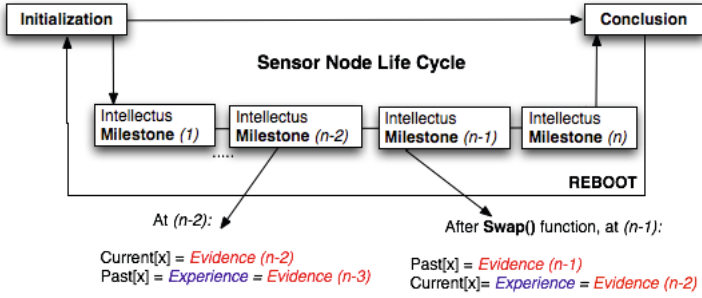 Initialization
Conclusion
Sensor Node Life Cycle
Intellectus
Milestone (1)
Intellectus
Milestone (n-2)
Intellectus
Milestone (n-1)
Intellectus
Milestone (n)
.....
REBOOT
At (n-2):
Current[x] = Evidence (n-2)
Past[x] = Experience = Evidence (n-3)
After Swap() function, at (n-1):
Past[x] = Evidence (n-1)
Current[x]= Experience = Evidence (n-2)